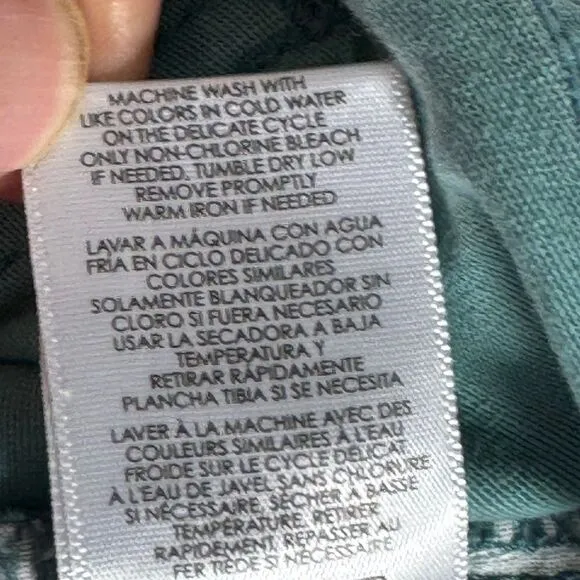 MACHINE WASH WITH
LIKE COLORS IN COLD WATER
ON THE DELICATE CYCLE
ONLY NON-CHLORINE BLEACH
IF NEEDED. TUMBLE DRY LOW
REMOVE PROMPTLY
WARM IRON IF NEEDED
LAVAR A MÁQUINA CON AGUA
FRÍA EN CICLO DELICADO CON
COLORES SIMILARES
SOLAMENTE BLANQUEADOR SIN
CLORO SI FUERA NECESARIO
USAR LA SECADORA A BAJA
TEMPERATURA Y
RETIRAR RÁPIDAMENTE
PLANCHA TIBIA SI SE NECESITA
LAVER À LA MACHINE AVEC DES
COULEURS SIMILAIRES À L'EAU
FROIDE SUR LE CYCLE DÉLICAT
À L'EAU DE JAVEL SANS CHLORURE
SI NÉCESSAIRE, SÉCHER A BASSE
TEMPÉRATURE. RETIRER
RAPIDEMENT. REPASSER AU
FER TIÈDE SI NÉCESSAIRE